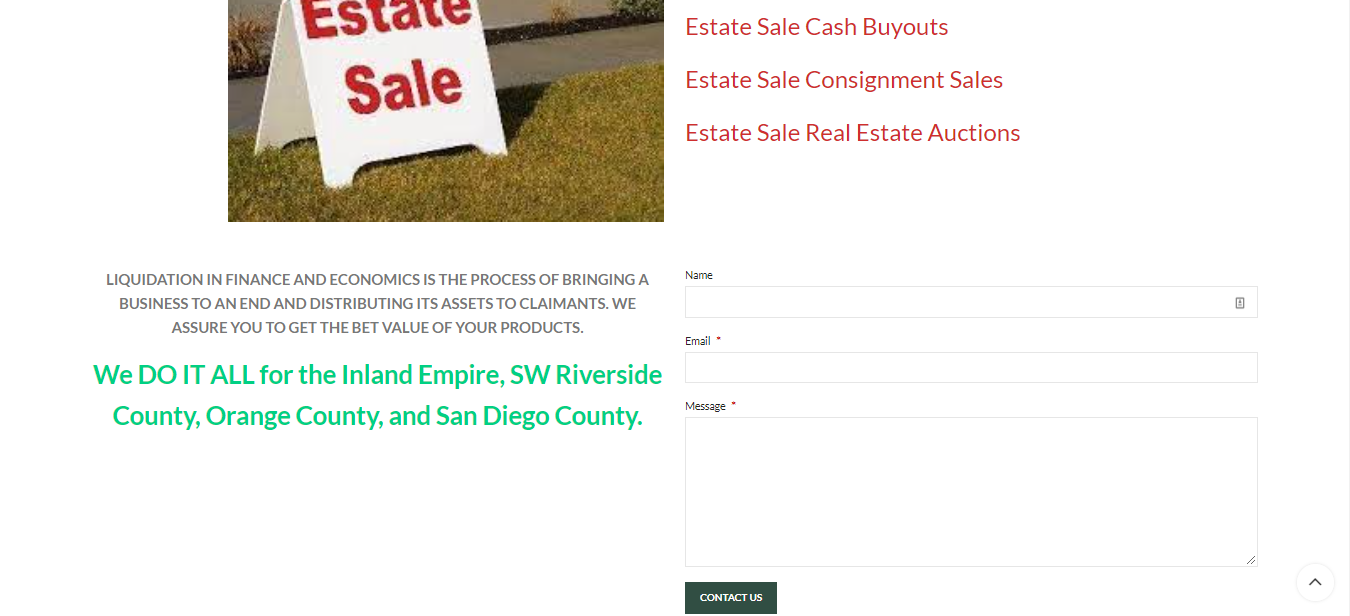 Estate
Sale
Estate Sale Cash Buyouts
Estate Sale Consignment Sales
Estate Sale Real Estate Auctions
LIQUIDATION IN FINANCE AND ECONOMICS IS THE PROCESS OF BRINGING A
BUSINESS TO AN END AND DISTRIBUTING ITS ASSETS TO CLAIMANTS. WE
ASSURE YOU TO GET THE BET VALUE OF YOUR PRODUCTS.
We DO IT ALL for the Inland Empire, SW Riverside
County, Orange County, and San Diego County.
Name
Email *
Message *
CONTACT US